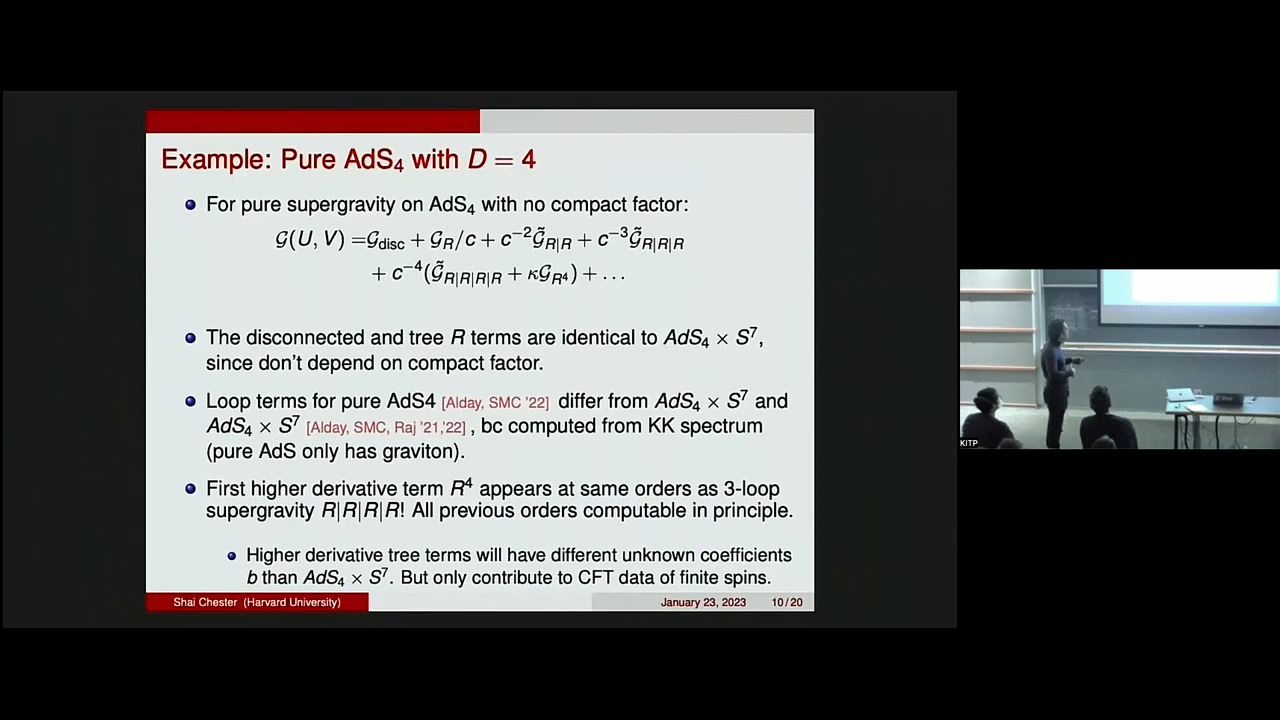 Example: Pure AdS₄ with D = 4
For pure supergravity on AdS₄ with no compact factor:
𝒢(U, V) =𝒢_disc + 𝒢_R/c + c⁻²𝒢̃_{R|R} + c⁻³𝒢̃_{R|R|R}
+ c⁻⁴(𝒢̃_{R|R|R|R} + κ𝒢_{R⁴}) + ...
The disconnected and tree R terms are identical to AdS₄ × S⁷,
since don't depend on compact factor.
Loop terms for pure AdS4 [Alday, SMC '22] differ from AdS₄ × S⁷ and
AdS₄ × S⁷ [Alday, SMC, Raj '21,'22] , bc computed from KK spectrum
(pure AdS only has graviton).
First higher derivative term R⁴ appears at same orders as 3-loop
supergravity R|R|R|R! All previous orders computable in principle.
Higher derivative tree terms will have different unknown coefficients
b than AdS₄ × S⁷. But only contribute to CFT data of finite spins.
Shai Chester (Harvard University) January 23, 2023 10/20
KITP